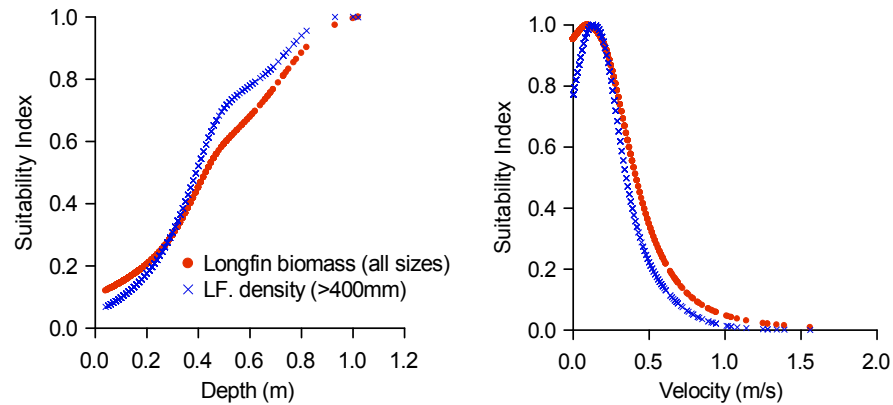 Suitability Index
1.0
0.8
0.6
0.4
0.2
0.0
Longfin biomass (all sizes)
LF. density (>400mm)
0.0 0.2 0.4 0.6 0.8 1.0 1.2
Depth (m)
Suitability Index
1.0
0.8
0.6
0.4
0.2
0.0
0.0 0.5 1.0 1.5 2.0
Velocity (m/s)